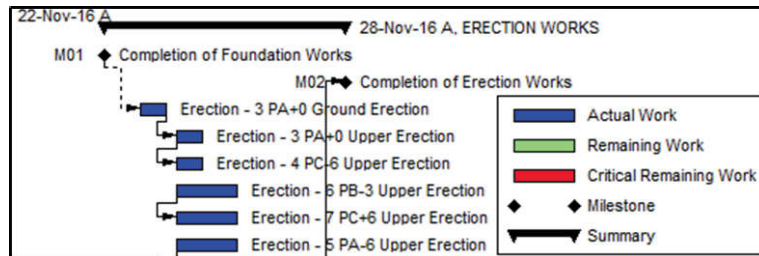 22-Nov-16 A
28-Nov-16 A, ERECTION WORKS
M01 Completion of Foundation Works
M02 Completion of Erection Works
Erection - 3 PA+0 Ground Erection
Erection - 3 PA+0 Upper Erection
Erection - 4 PC-6 Upper Erection
Erection - 6 PB-3 Upper Erection
Erection - 7 PC+6 Upper Erection
Erection - 5 PA-6 Upper Erection
Actual Work
Remaining Work
Critical Remaining Work
Milestone
Summary